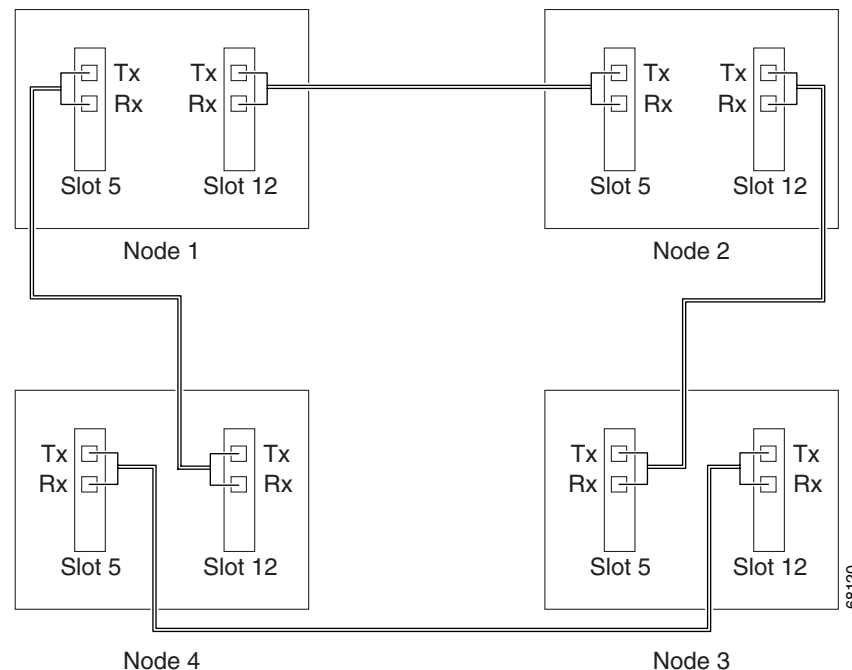 Tx Tx Tx Tx
Rx Rx Rx Rx
Slot 5 Slot 12 Slot 5 Slot 12
Node 1 Node 2
Tx Tx Tx Tx
Rx Rx Rx Rx
Slot 5 Slot 12 Slot 5 Slot 12
68120
Node 4 Node 3